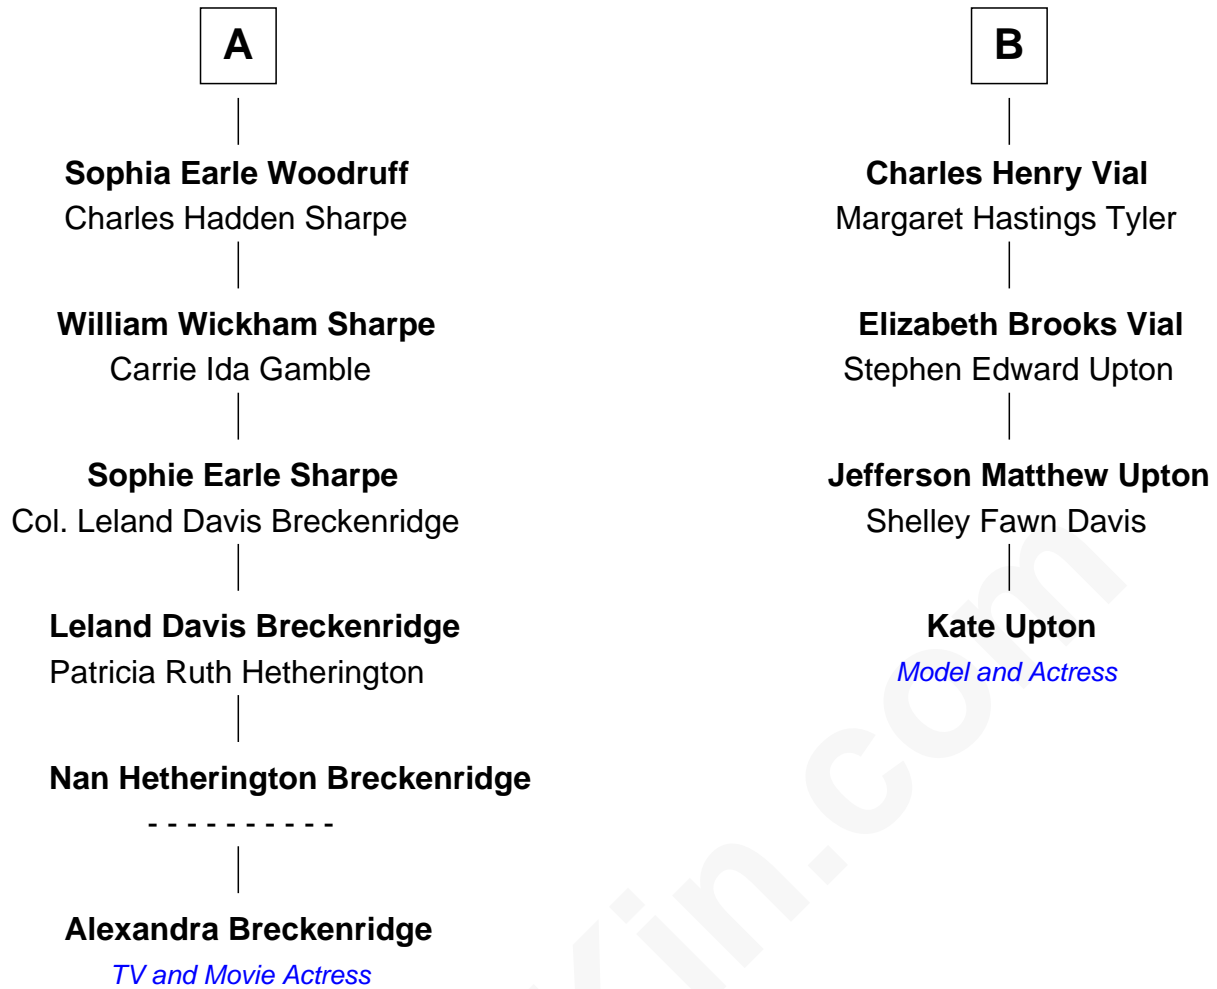 A
Sophia Earle Woodruff
Charles Hadden Sharpe
William Wickham Sharpe
Carrie Ida Gamble
Sophie Earle Sharpe
Col. Leland Davis Breckenridge
Leland Davis Breckenridge
Patricia Ruth Hetherington
Nan Hetherington Breckenridge
- - - - - - - - - -
Alexandra Breckenridge
TV and Movie Actress
B
Charles Henry Vial
Margaret Hastings Tyler
Elizabeth Brooks Vial
Stephen Edward Upton
Jefferson Matthew Upton
Shelley Fawn Davis
Kate Upton
Model and Actress
Kin.com